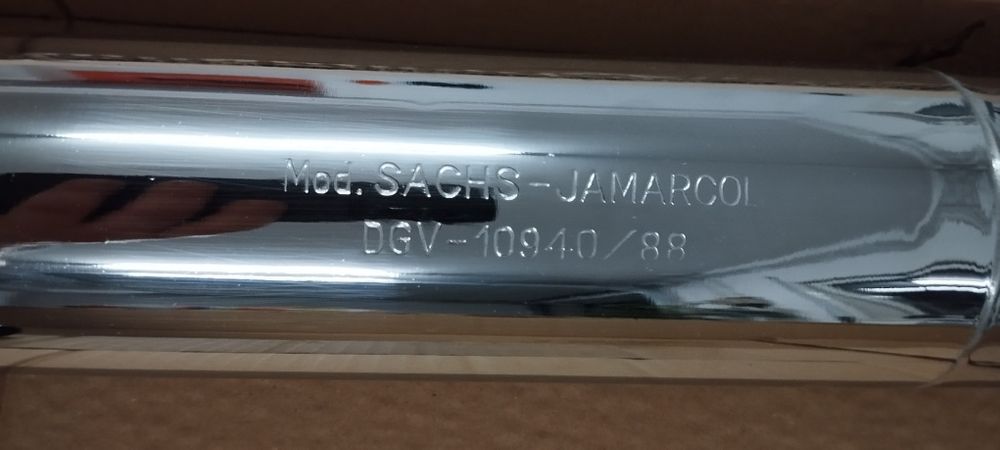 Mod. SACHS - JAMARCOL
DGV - 10940/88